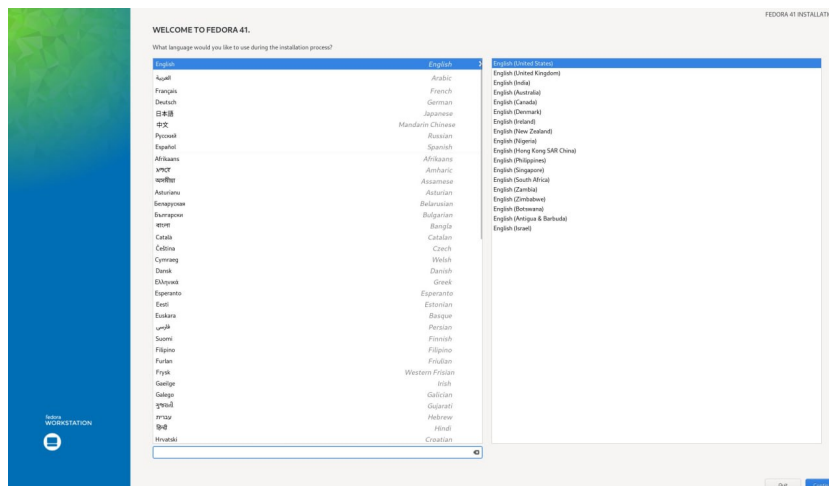 FEDORA 41 INSTALLATI
WELCOME TO FEDORA 41.
What language would you like to use during the installation process?
English English
العربية Arabic
Français French
Deutsch German
日本語 Japanese
中文 Mandarin Chinese
Русский Russian
Español Spanish
Afrikaans Afrikaans
አማርኛ Amharic
অসমীয়া Assamese
Asturianu Asturian
Беларуская Belarusian
Български Bulgarian
বাংলা Bangla
Català Catalan
Čeština Czech
Cymraeg Welsh
Dansk Danish
Ελληνικά Greek
Esperanto Esperanto
Eesti Estonian
Euskara Basque
فارسی Persian
Suomi Finnish
Filipino Filipino
Furlan Friulian
Frysk Western Frisian
Gaeilge Irish
Galego Galician
ગુજરાતી Gujarati
עברית Hebrew
हिन्दी Hindi
Hrvatski Croatian
English (United States)
English (United Kingdom)
English (India)
English (Australia)
English (Canada)
English (Denmark)
English (Ireland)
English (New Zealand)
English (Nigeria)
English (Hong Kong SAR China)
English (Philippines)
English (Singapore)
English (South Africa)
English (Zambia)
English (Zimbabwe)
English (Botswana)
English (Antigua & Barbuda)
English (Israel)
fedora
WORKSTATION